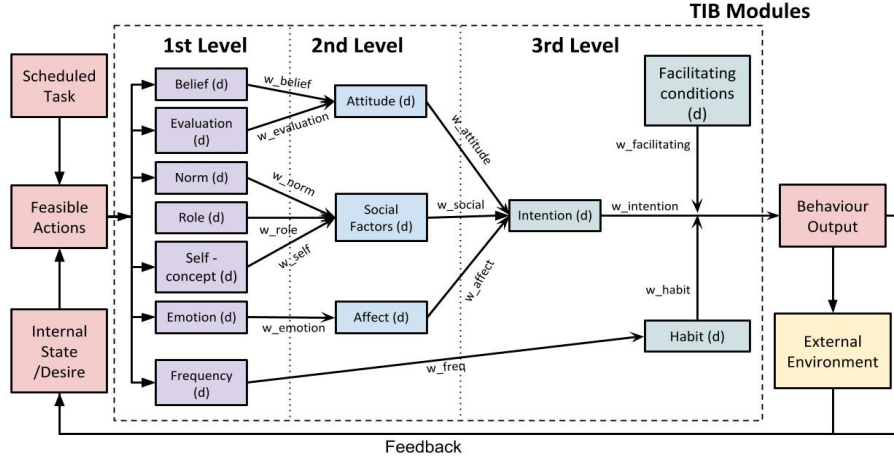 TIB Modules
1st Level
2nd Level
3rd Level
Scheduled
Task
Feasible
Actions
Internal
State
/Desire
Belief (d)
Evaluation
(d)
Norm (d)
Role (d)
Self -
concept (d)
Emotion (d)
Frequency
(d)
w_belief
w_evaluation
w_norm
w_role
w_self
w_emotion
w_freq
Attitude (d)
Social
Factors (d)
Affect (d)
w_attitude
w_social
w_affect
Intention (d)
Facilitating
conditions
(d)
w_facilitating
w_intention
w_habit
Habit (d)
Behaviour
Output
External
Environment
Feedback